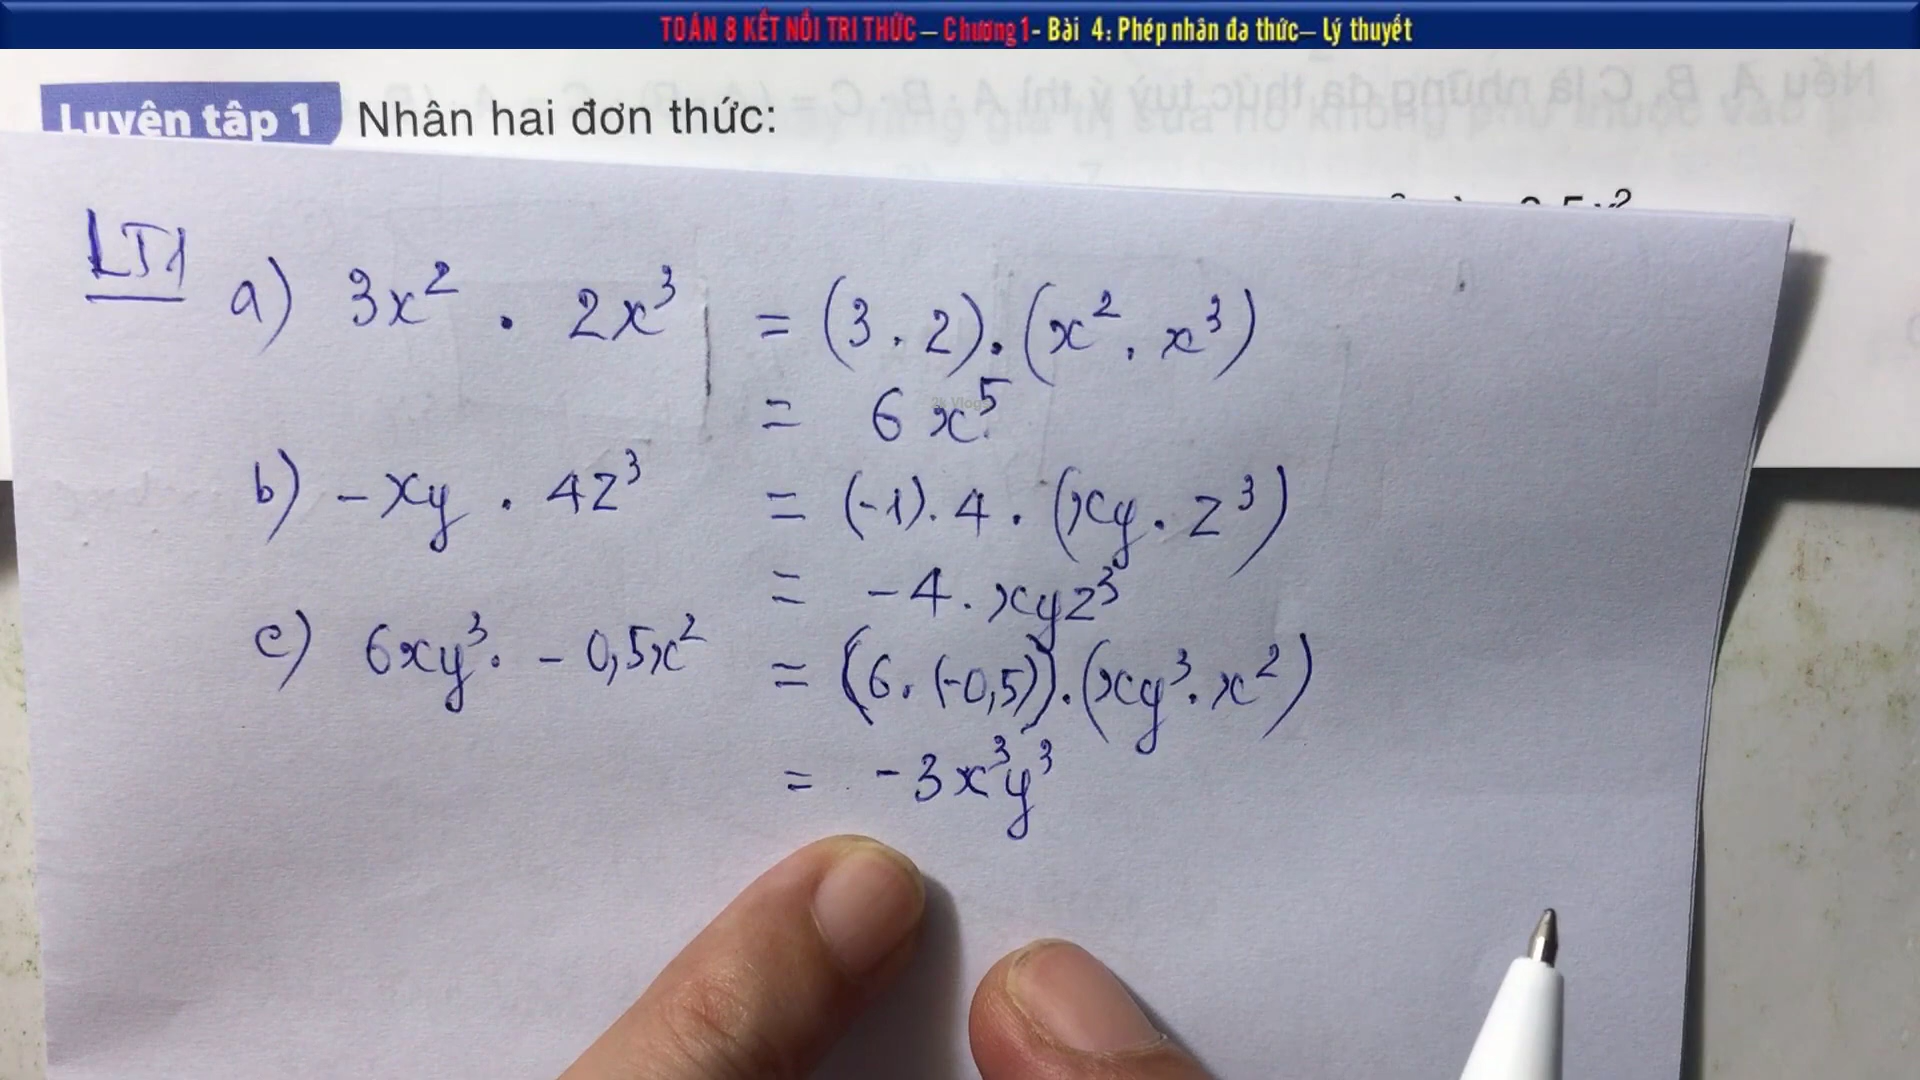 TOÁN 8 KẾT NỐI TRI THỨC – Chương 1 - Bài 4: Phép nhân đa thức – Lý thuyết
Luyện tập 1 Nhân hai đơn thức:
LT1
a) 3x² . 2x³ = (3 . 2).(x² . x³)
= 6x⁵
b) -xy . 4z³ = (-1). 4 . (xy . z³)
= -4 . xyz³
c) 6xy³ . - 0,5x² = (6. (-0,5)).(xy³. x²)
= -3x³y³